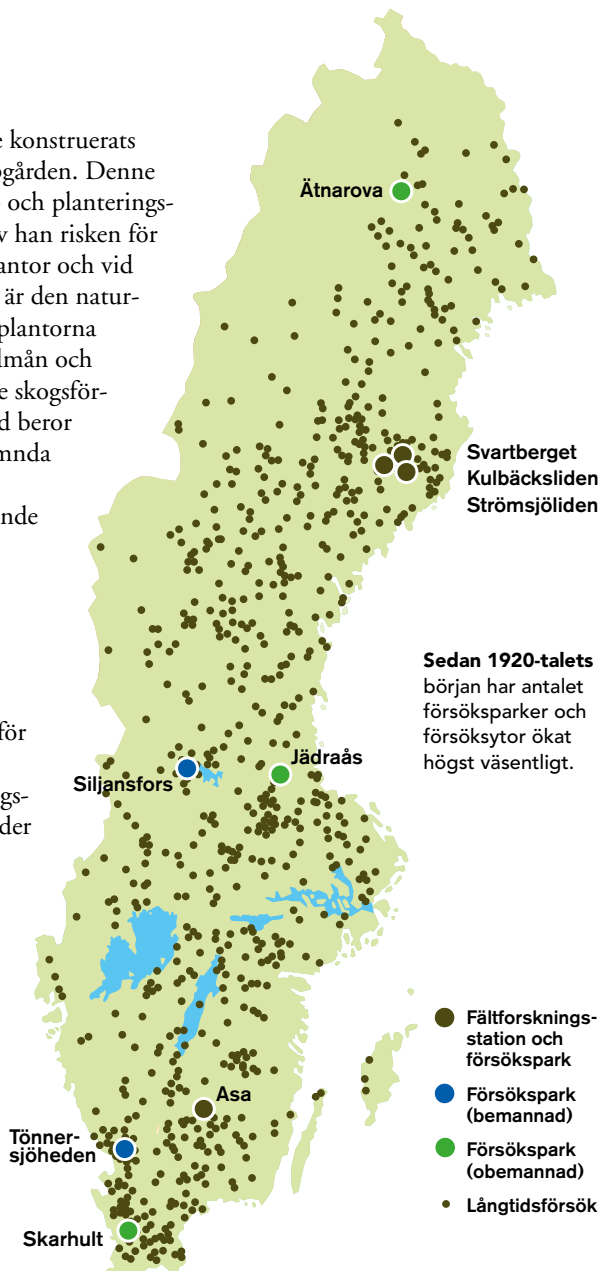 e konstruerats
ogården. Denne
- och planterings-
v han risken för
antor och vid
är den natur-
plantorna
lmån och
e skogsför-
d beror
mnda
nde
för
gs-
der
Ätnarova
Svartberget
Kulbäcksliden
Strömsjöliden
Sedan 1920-talets
början har antalet
försöksparker och
försöksytor ökat
högst väsentligt.
Jädraås
Siljansfors
Asa
Tönner-
sjöheden
Skarhult
Fältforsknings-
station och
försökspark
Försökspark
(bemannad)
Försökspark
(obemannad)
Långtidsförsök